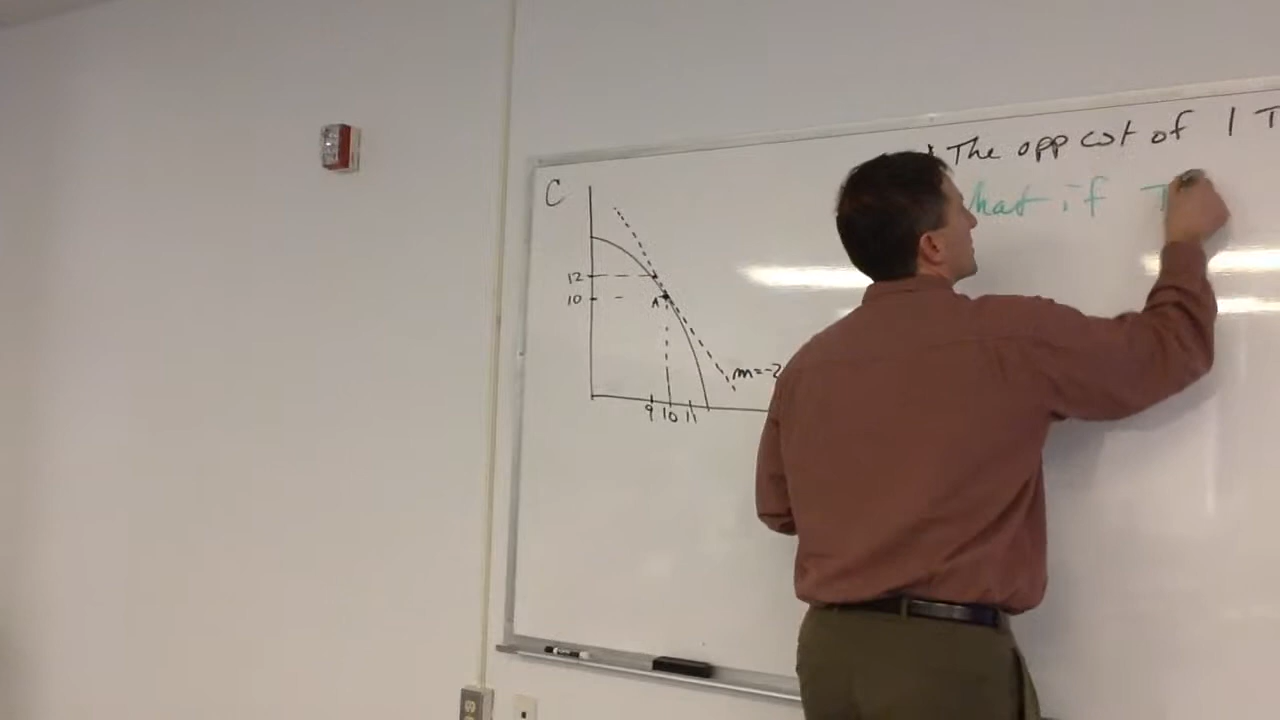 * The opp cost of 1 T
hat if T
C
12
10
A
m=-2
9 10 11